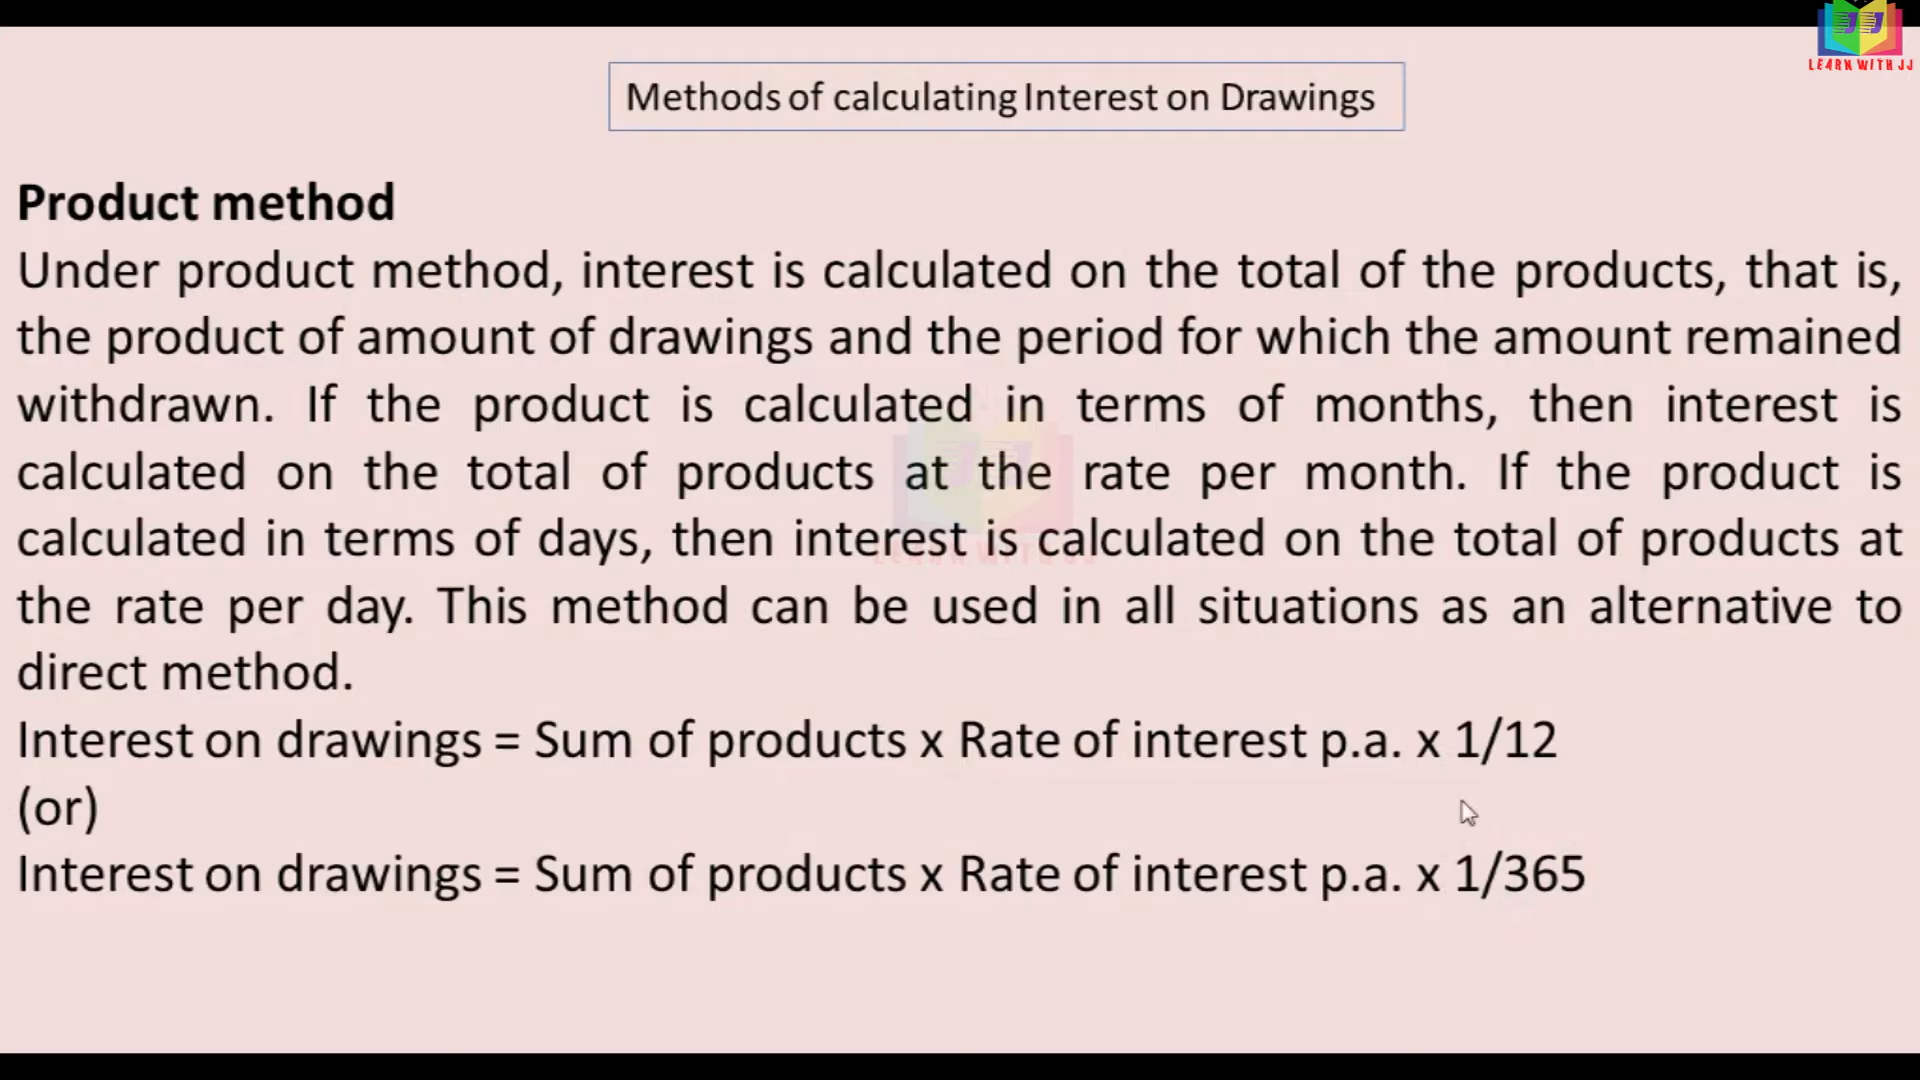 LEARN WITH JJ
Methods of calculating Interest on Drawings
Product method
Under product method, interest is calculated on the total of the products, that is,
the product of amount of drawings and the period for which the amount remained
withdrawn. If the product is calculated in terms of months, then interest is
calculated on the total of products at the rate per month. If the product is
calculated in terms of days, then interest is calculated on the total of products at
the rate per day. This method can be used in all situations as an alternative to
direct method.
Interest on drawings = Sum of products x Rate of interest p.a. x 1/12
(or)
Interest on drawings = Sum of products x Rate of interest p.a. x 1/365